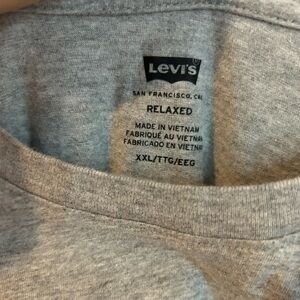 Levi's
SAN FRANCISCO, CA
RELAXED
MADE IN VIETNAM
FABRIQUÉ AU VIETNAM
FABRICADO EN VIETNAM
XXL/TTG/EEG